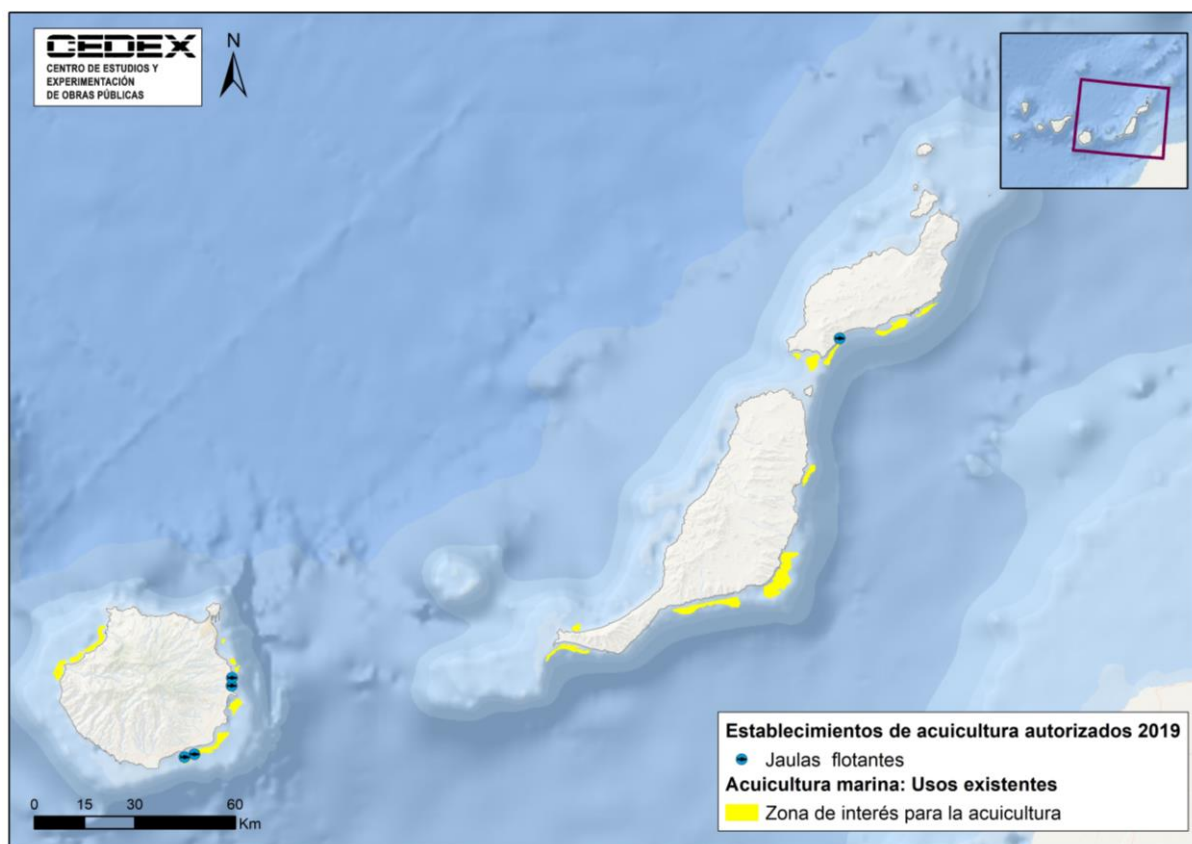 CEDEX
CENTRO DE ESTUDIOS Y
EXPERIMENTACIÓN
DE OBRAS PÚBLICAS
N
Establecimientos de acuicultura autorizados 2019
Jaulas flotantes
Acuicultura marina: Usos existentes
Zona de interés para la acuicultura
0 15 30 60
Km